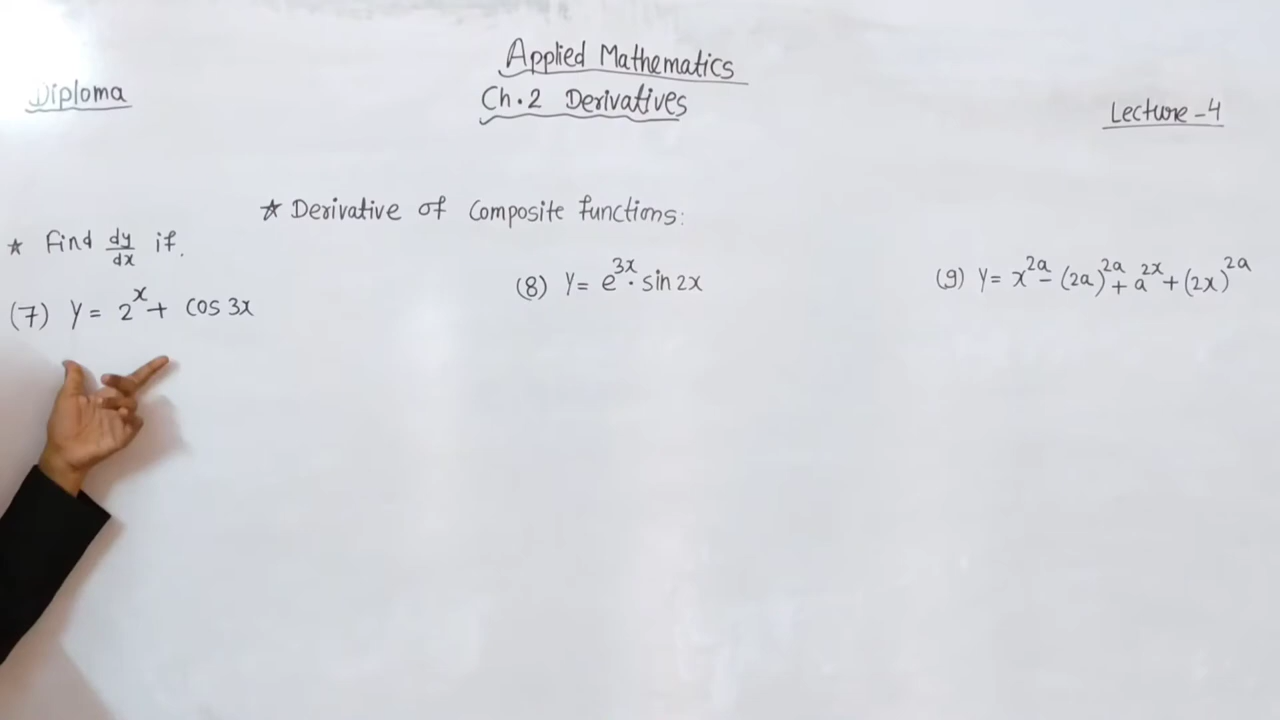 Applied Mathematics
Diploma
Ch.2 Derivatives
Lecture-4
☆ Derivative of Composite functions:
☆ Find dy/dx if.
(7) y = 2^x + cos 3x
(8) y = e^{3x} · sin 2x
(9) y = x^{2a} - (2a)^{2a} + a^{2x} + (2x)^{2a}